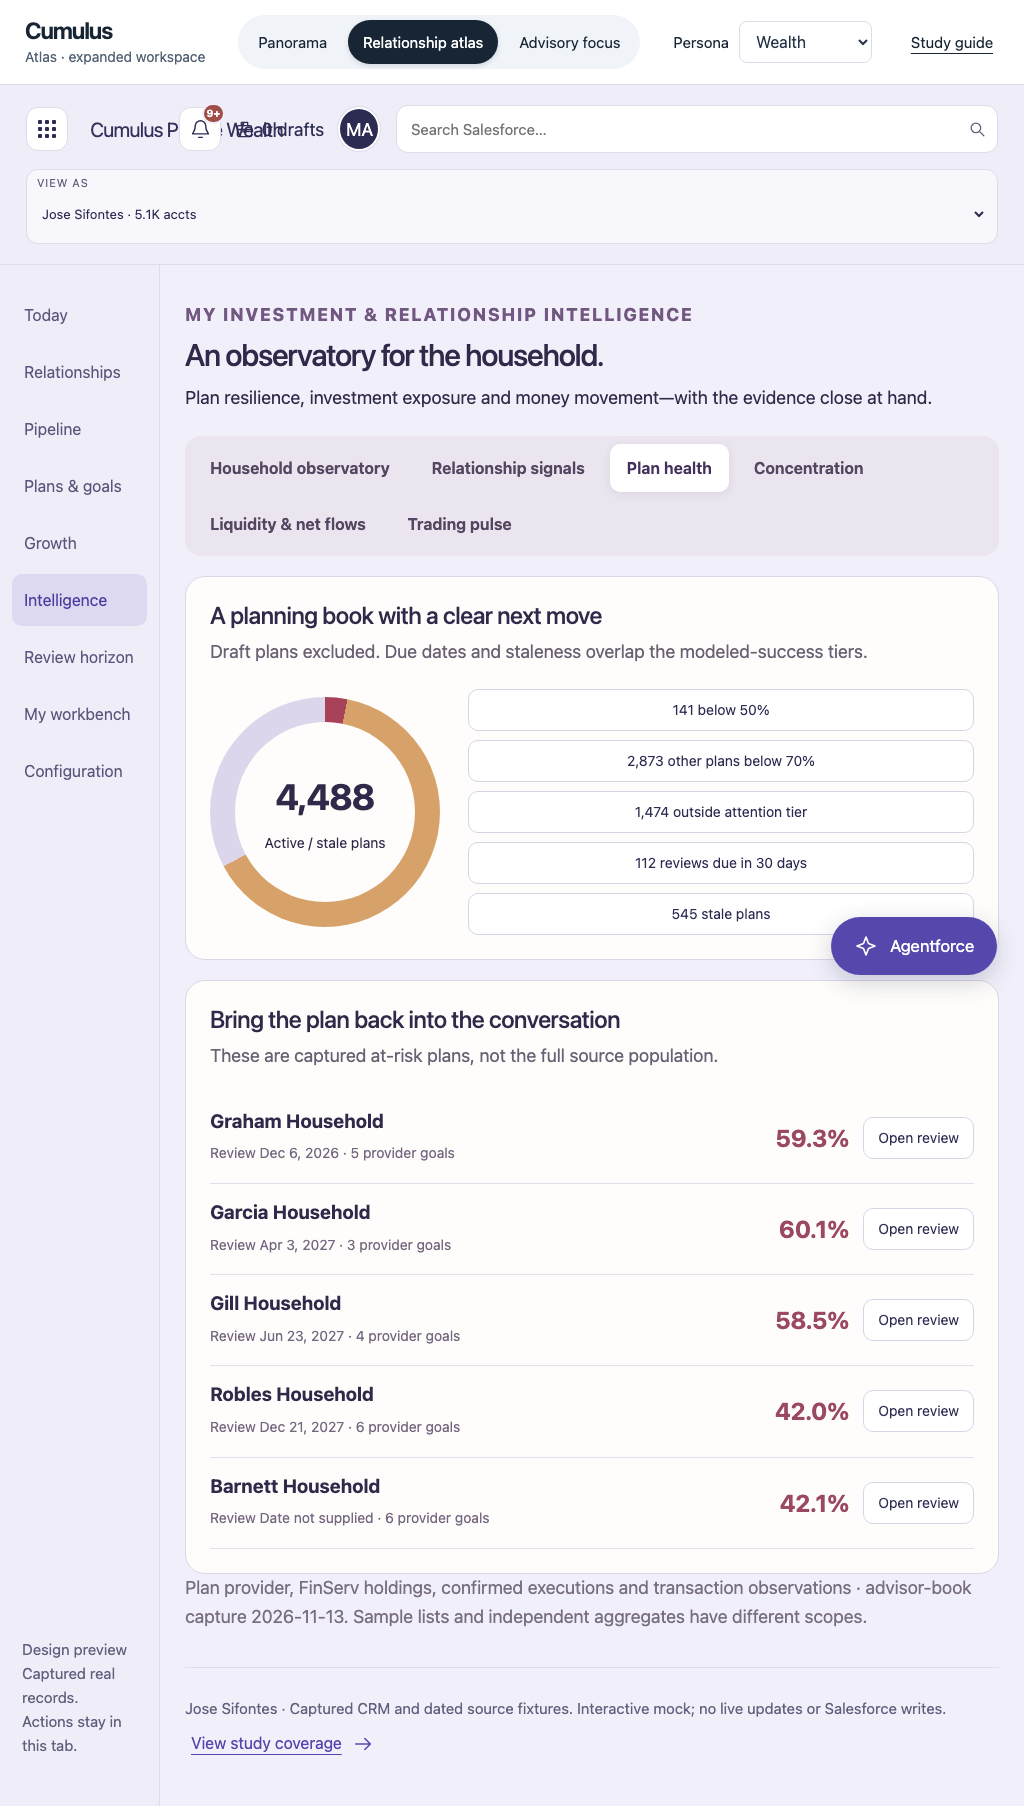 Cumulus
Atlas · expanded workspace
Panorama
Relationship atlas
Advisory focus
Persona
Wealth
Study guide
Cumulus
9+
drafts
MA
Search Salesforce...
VIEW AS
Jose Sifontes · 5.1K accts
Today
Relationships
Pipeline
Plans & goals
Growth
Intelligence
Review horizon
My workbench
Configuration
Design preview
Captured real
records.
Actions stay in
this tab.
MY INVESTMENT & RELATIONSHIP INTELLIGENCE
An observatory for the household.
Plan resilience, investment exposure and money movement—with the evidence close at hand.
Household observatory
Relationship signals
Plan health
Concentration
Liquidity & net flows
Trading pulse
A planning book with a clear next move
Draft plans excluded. Due dates and staleness overlap the modeled-success tiers.
4,488
Active / stale plans
141 below 50%
2,873 other plans below 70%
1,474 outside attention tier
112 reviews due in 30 days
545 stale plans
Agentforce
Bring the plan back into the conversation
These are captured at-risk plans, not the full source population.
Graham Household
Review Dec 6, 2026 · 5 provider goals
59.3%
Open review
Garcia Household
Review Apr 3, 2027 · 3 provider goals
60.1%
Open review
Gill Household
Review Jun 23, 2027 · 4 provider goals
58.5%
Open review
Robles Household
Review Dec 21, 2027 · 6 provider goals
42.0%
Open review
Barnett Household
Review Date not supplied · 6 provider goals
42.1%
Open review
Plan provider, FinServ holdings, confirmed executions and transaction observations · advisor-book
capture 2026-11-13. Sample lists and independent aggregates have different scopes.
Jose Sifontes · Captured CRM and dated source fixtures. Interactive mock; no live updates or Salesforce writes.
View study coverage